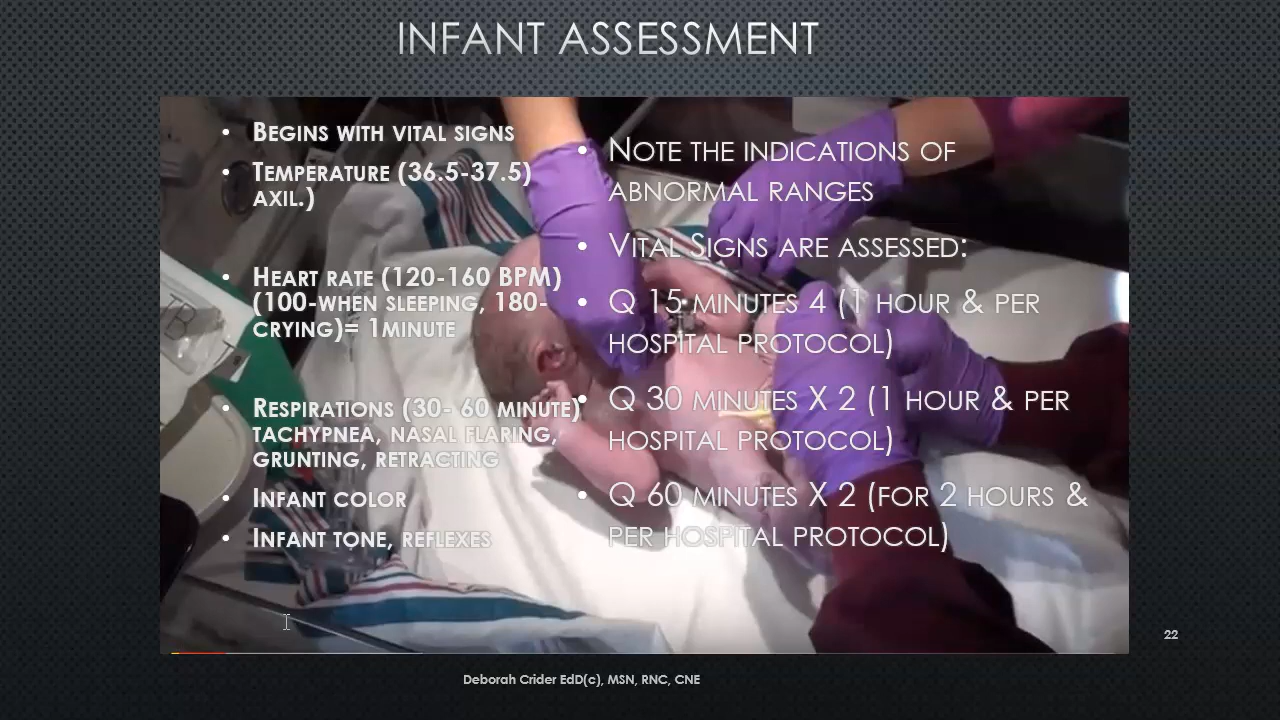 INFANT ASSESSMENT
• BEGINS WITH VITAL SIGNS
• TEMPERATURE (36.5-37.5)
AXIL.)
• HEART RATE (120-160 BPM)
(100-WHEN SLEEPING, 180-
CRYING)= 1MINUTE
• RESPIRATIONS (30- 60 MINUTE)
TACHYPNEA, NASAL FLARING,
GRUNTING, RETRACTING
• INFANT COLOR
• INFANT TONE, REFLEXES
• NOTE THE INDICATIONS OF
ABNORMAL RANGES
• VITAL SIGNS ARE ASSESSED:
• Q 15 MINUTES 4 (1 HOUR & PER
HOSPITAL PROTOCOL)
• Q 30 MINUTES X 2 (1 HOUR & PER
HOSPITAL PROTOCOL)
• Q 60 MINUTES X 2 (FOR 2 HOURS &
PER HOSPITAL PROTOCOL)
22
Deborah Crider EdD(c), MSN, RNC, CNE